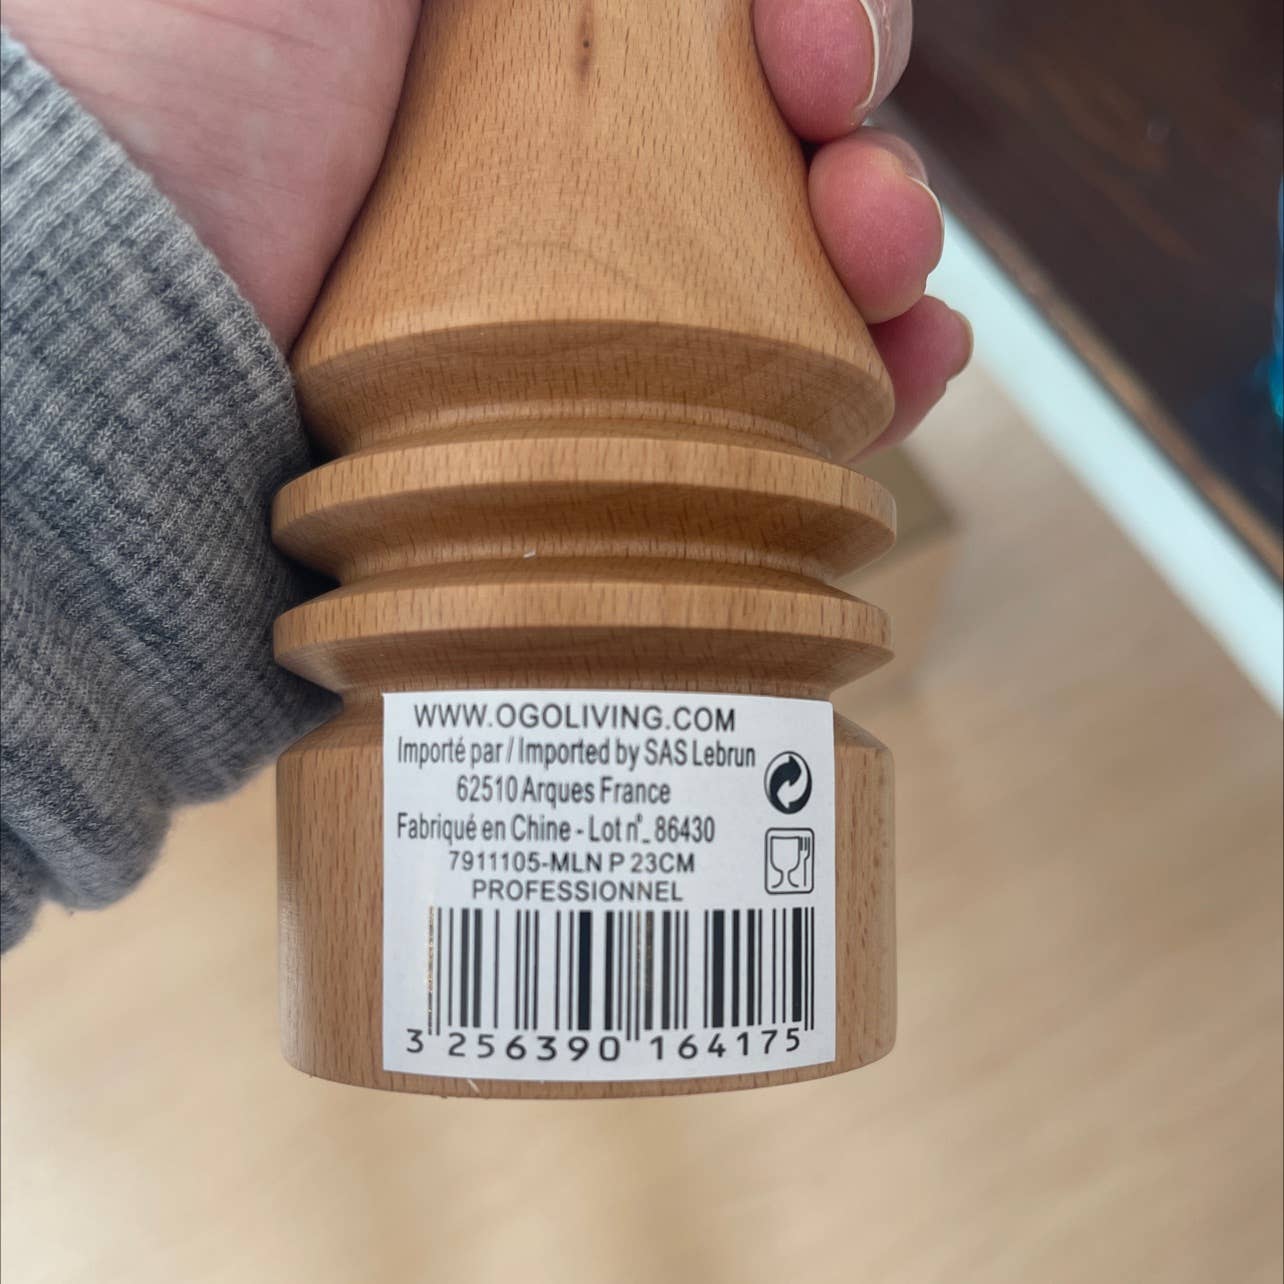 WWW.OGOLIVING.COM
Importé par / Imported by SAS Lebrun
62510 Arques France
Fabriqué en Chine - Lot n°_ 86430
7911105-MLN P 23CM
PROFESSIONNEL
3 256390 164175